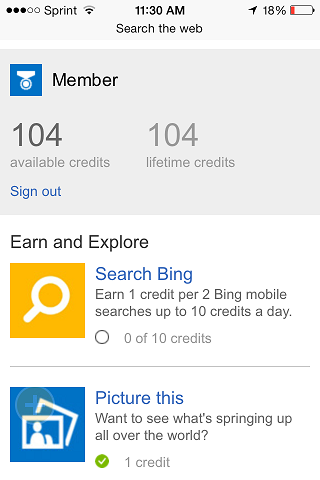 Sprint 11:30 AM 18%
Search the web
Member
104 104
available credits lifetime credits
Sign out
Earn and Explore
Search Bing
Earn 1 credit per 2 Bing mobile
searches up to 10 credits a day.
0 of 10 credits
Picture this
Want to see what's springing up
all over the world?
1 credit